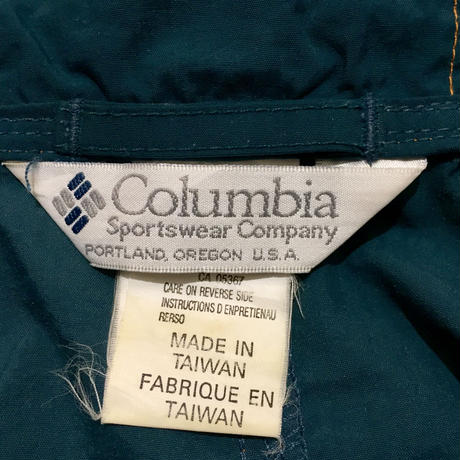 Columbia
Sportswear Company
PORTLAND, OREGON U.S.A.
CA 05367
CARE ON REVERSE SIDE
INSTRUCTIONS D ENPRETIENAU
RERSO
MADE IN
TAIWAN
FABRIQUE EN
TAIWAN